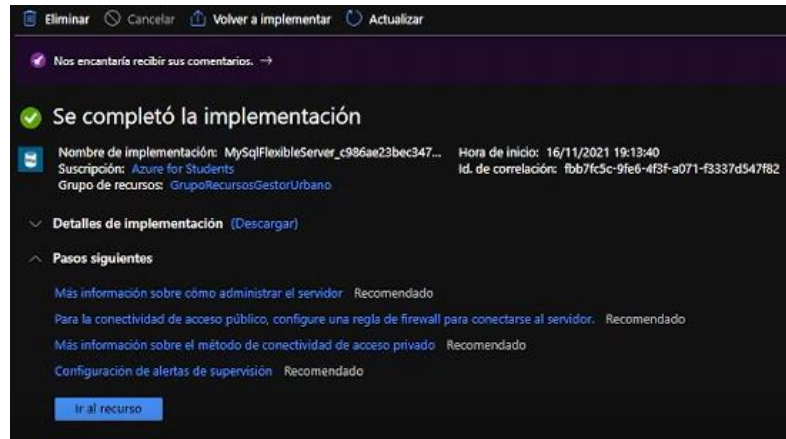 Eliminar Cancelar Volver a implementar Actualizar
Nos encantaría recibir sus comentarios. →
Se completó la implementación
Nombre de implementación: MySqlFlexibleServer_c986ae23bec347... Hora de inicio: 16/11/2021 19:13:40
Suscripción: Azure for Students Id. de correlación: fbb7fc5c-9fe6-4f3f-a071-f3337d547f82
Grupo de recursos: GrupoRecursosGestorUrbano
Detalles de implementación (Descargar)
Pasos siguientes
Más información sobre cómo administrar el servidor Recomendado
Para la conectividad de acceso público, configure una regla de firewall para conectarse al servidor. Recomendado
Más información sobre el método de conectividad de acceso privado Recomendado
Configuración de alertas de supervisión Recomendado
Ir al recurso